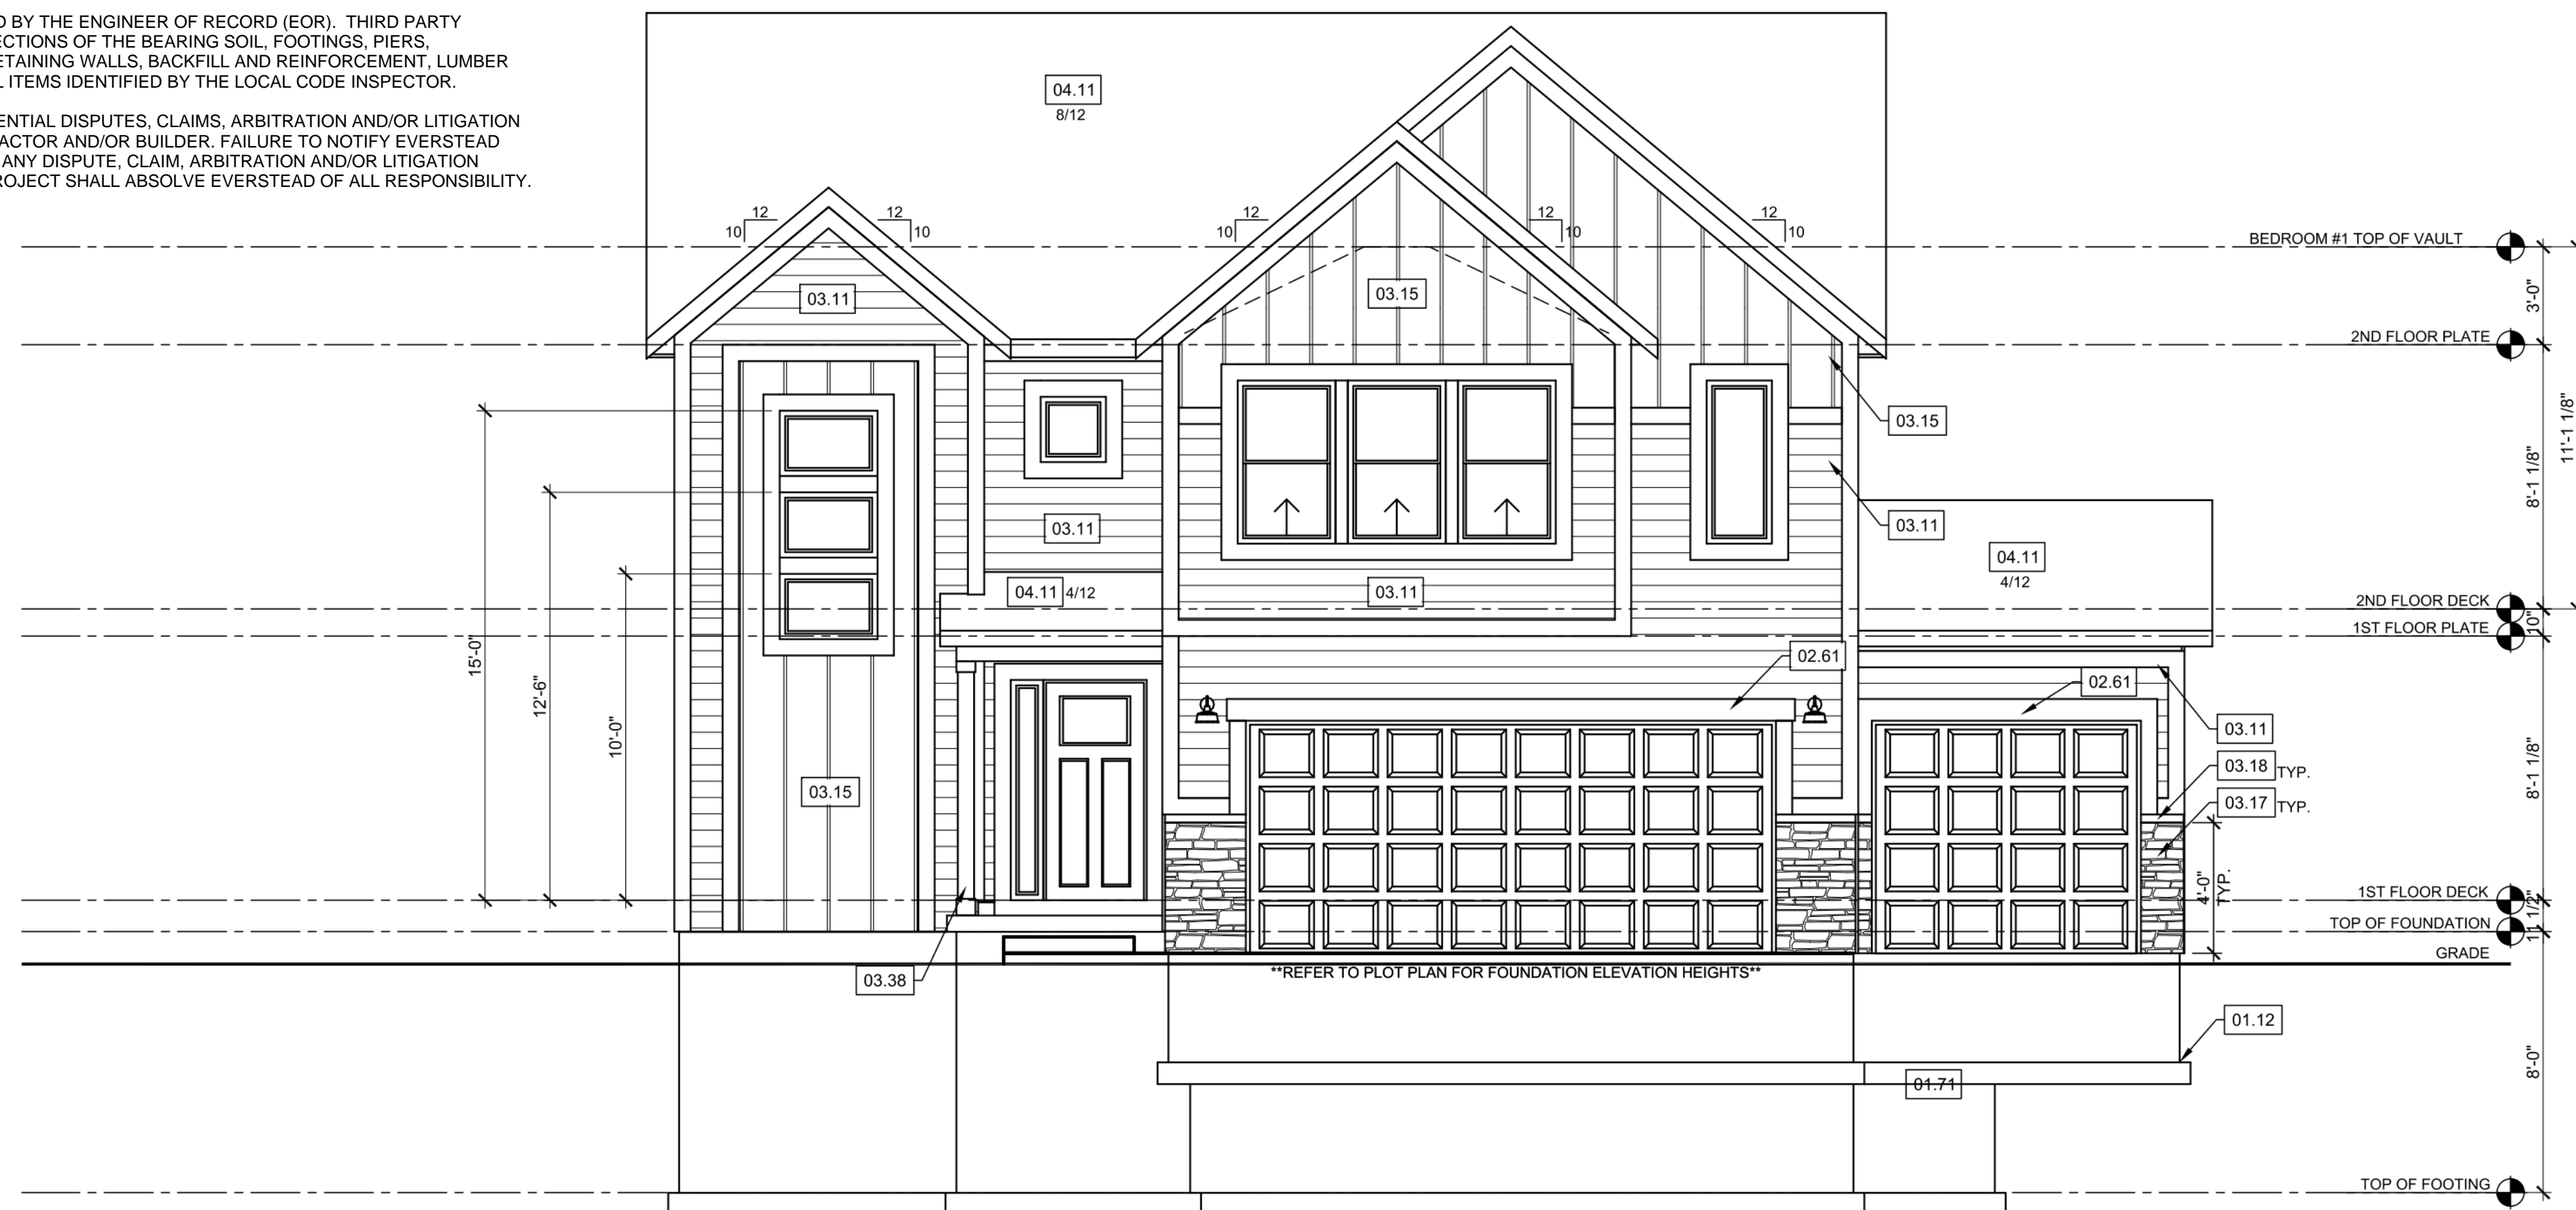 D BY THE ENGINEER OF RECORD (EOR).  THIRD PARTY
ECTIONS OF THE BEARING SOIL, FOOTINGS, PIERS,
ETAINING WALLS, BACKFILL AND REINFORCEMENT, LUMBER
L ITEMS IDENTIFIED BY THE LOCAL CODE INSPECTOR.
ENTIAL DISPUTES, CLAIMS, ARBITRATION AND/OR LITIGATION
ACTOR AND/OR BUILDER. FAILURE TO NOTIFY EVERSTEAD
ANY DISPUTE, CLAIM, ARBITRATION AND/OR LITIGATION
ROJECT SHALL ABSOLVE EVERSTEAD OF ALL RESPONSIBILITY.
04.11
8/12
12
10
12
10
12
10
12
10
12
10
BEDROOM #1 TOP OF VAULT
03.11
03.15
3'-0"
2ND FLOOR PLATE
03.15
11'-1 1/8"
8'-1 1/8"
03.11
03.11
04.11
4/12
04.11 4/12
03.11
2ND FLOOR DECK
10"
1ST FLOOR PLATE
15'-0"
12'-6"
10'-0"
02.61
02.61
03.11
03.18 TYP.
03.17 TYP.
03.15
8'-1 1/8"
4'-0"
TYP.
1ST FLOOR DECK
11 1/2"
TOP OF FOUNDATION
GRADE
**REFER TO PLOT PLAN FOR FOUNDATION ELEVATION HEIGHTS**
03.38
01.12
01.71
8'-0"
TOP OF FOOTING